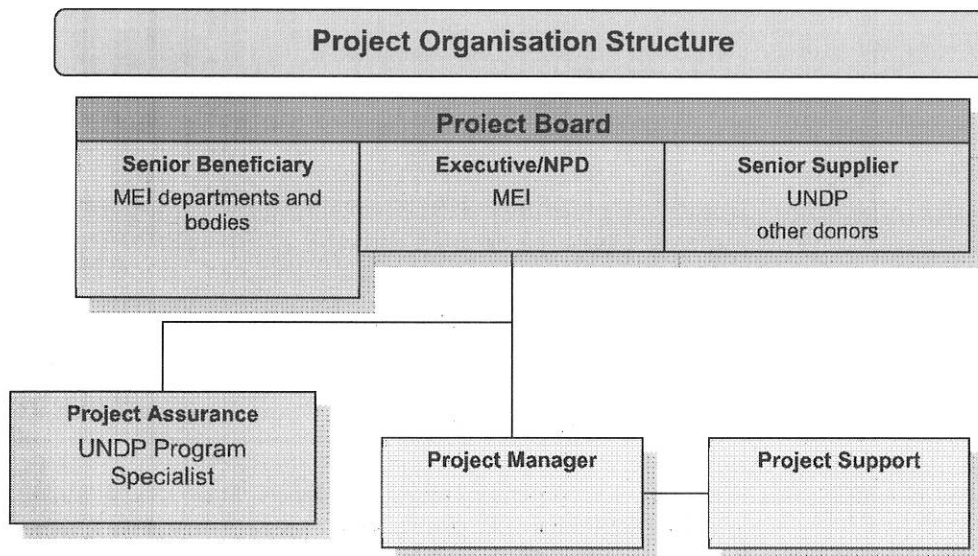 Project Organisation Structure
Project Board
Senior Beneficiary
MEI departments and
bodies
Executive/NPD
MEI
Senior Supplier
UNDP
other donors
Project Assurance
UNDP Program
Specialist
Project Manager
Project Support